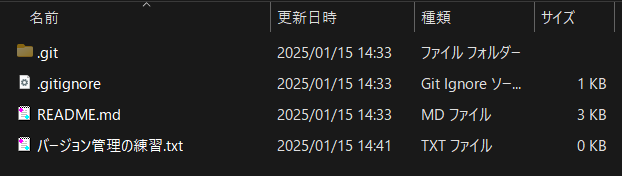 名前 更新日時 種類 サイズ
.git 2025/01/15 14:33 ファイル フォルダー
.gitignore 2025/01/15 14:33 Git Ignore ソー... 1 KB
README.md 2025/01/15 14:33 MD ファイル 3 KB
バージョン管理の練習.txt 2025/01/15 14:41 TXT ファイル 0 KB